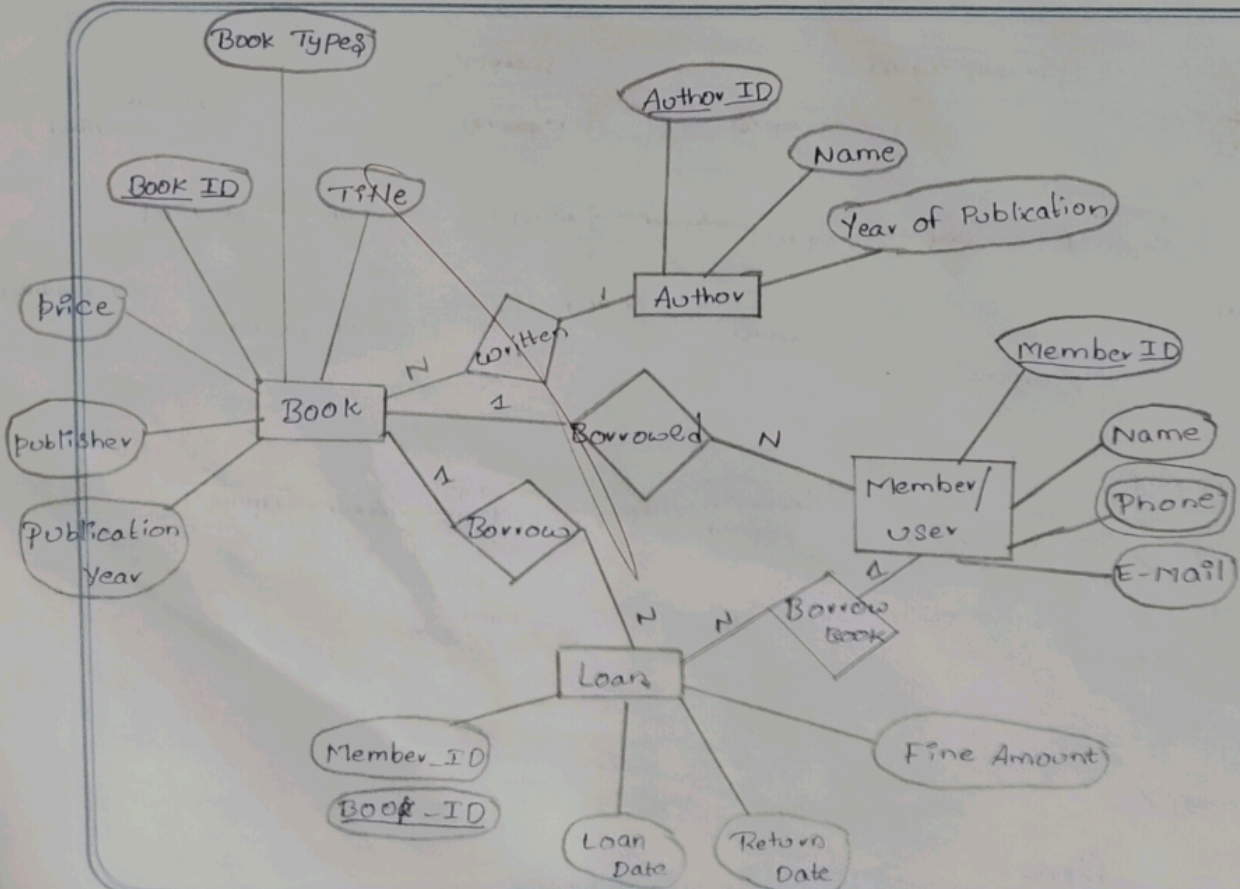 Book Types
Author ID
Name
Book ID
Title
Year of Publication
price
Author
1
written
Member ID
N
Book
1
Borrowed
N
Name
publisher
Member/
user
Phone
1
Borrow
Publication
year
E-Mail
1
Borrow
Book
N
N
Loan
Member_ID
Fine Amount
Book-ID
Loan
Date
Return
Date